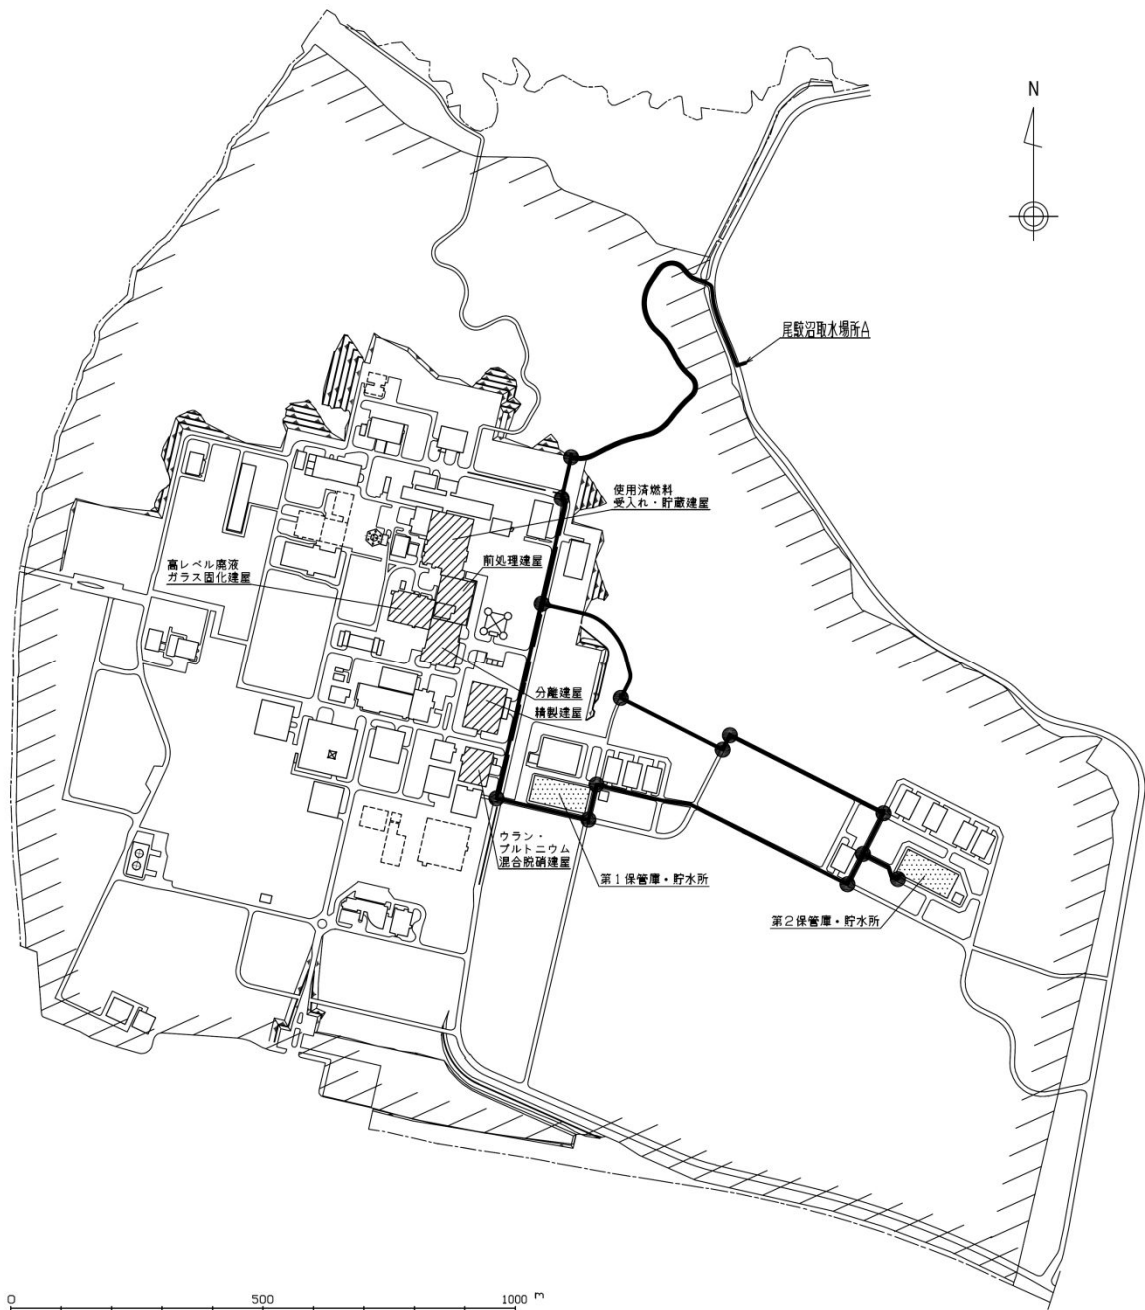 N
尾駮沼取水場所A
使用済燃料
受入れ・貯蔵建屋
前処理建屋
高レベル廃液
ガラス固化建屋
分離建屋
精製建屋
ウラン・
プルトニウム
混合脱硝建屋
第1保管庫・貯水所
第2保管庫・貯水所
0 500 1000 m